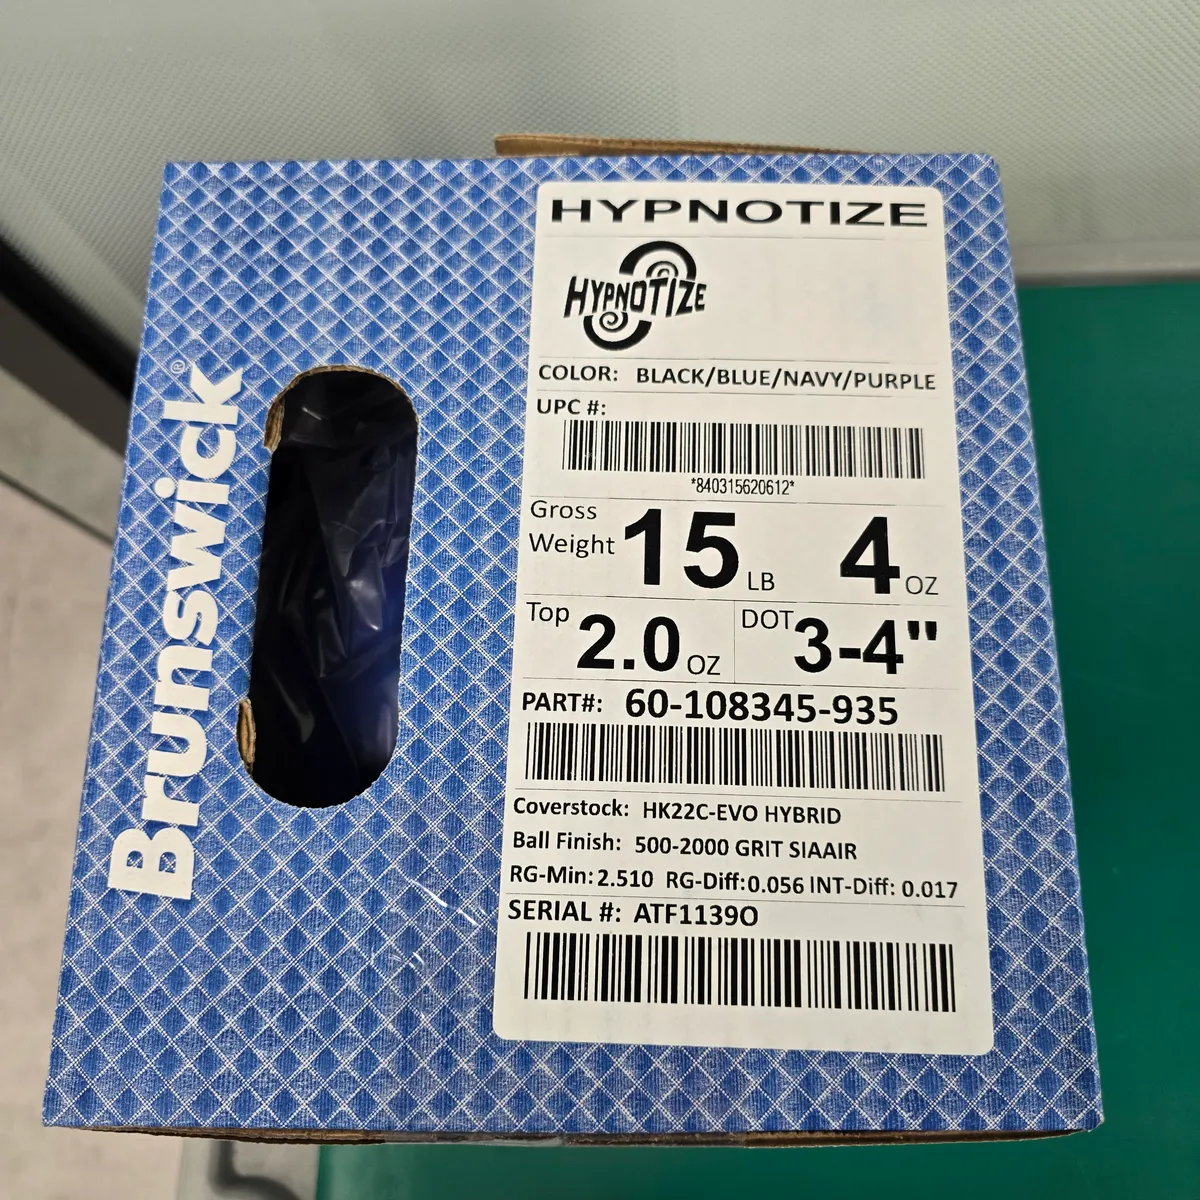 Brunswick®
HYPNOTIZE
HYPNOTIZE
COLOR: BLACK/BLUE/NAVY/PURPLE
UPC #:
*840315620612*
Gross Weight 15 LB 4 OZ
Top 2.0 OZ DOT 3-4"
PART#: 60-108345-935
Coverstock: HK22C-EVO HYBRID
Ball Finish: 500-2000 GRIT SIAAIR
RG-Min: 2.510 RG-Diff: 0.056 INT-Diff: 0.017
SERIAL #: ATF1139O